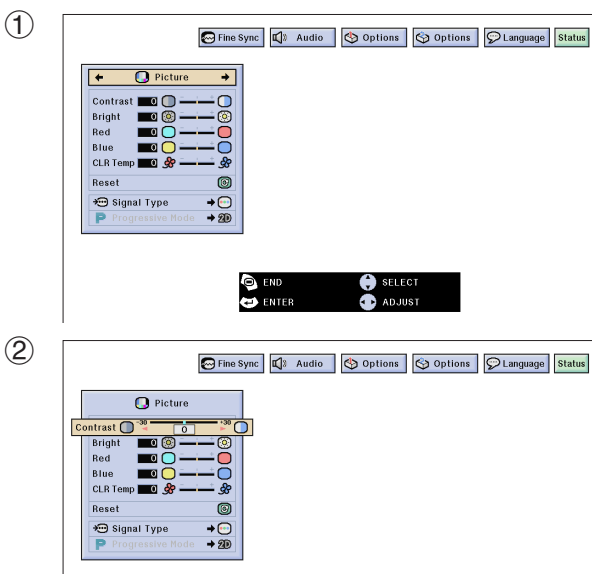 ①
Fine Sync Audio Options Options Language Status
Picture
Contrast 0
Bright 0
Red 0
Blue 0
CLR Temp 0
Reset
Signal Type
P Progressive Mode 2D
END SELECT
ENTER ADJUST
②
Fine Sync Audio Options Options Language Status
Picture
Contrast -30 0 +30
Bright 0
Red 0
Blue 0
CLR Temp 0
Reset
Signal Type
P Progressive Mode 2D